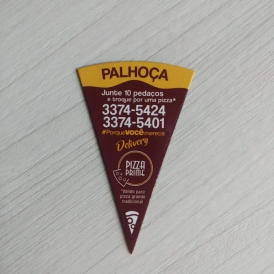 PALHOÇA
Junte 10 pedaços
e troque por uma pizza*
3374-5424
3374-5401
#Porquevocêmerece
Delivery
PIZZA
PRIME
*Válido para
pizza grande
tradicional